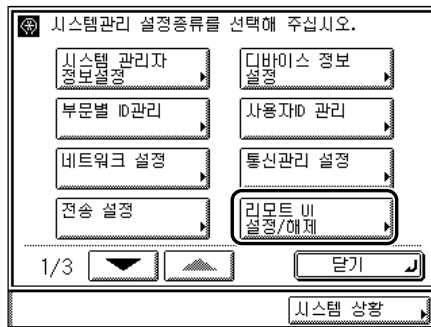 시스템관리 설정종류를 선택해 주십시오.
시스템 관리자
정보설정
디바이스 정보
설정
부문별 ID관리
사용자ID 관리
네트워크 설정
통신관리 설정
전송 설정
리모트 UI
설정/해제
1/3
닫기
시스템 상황